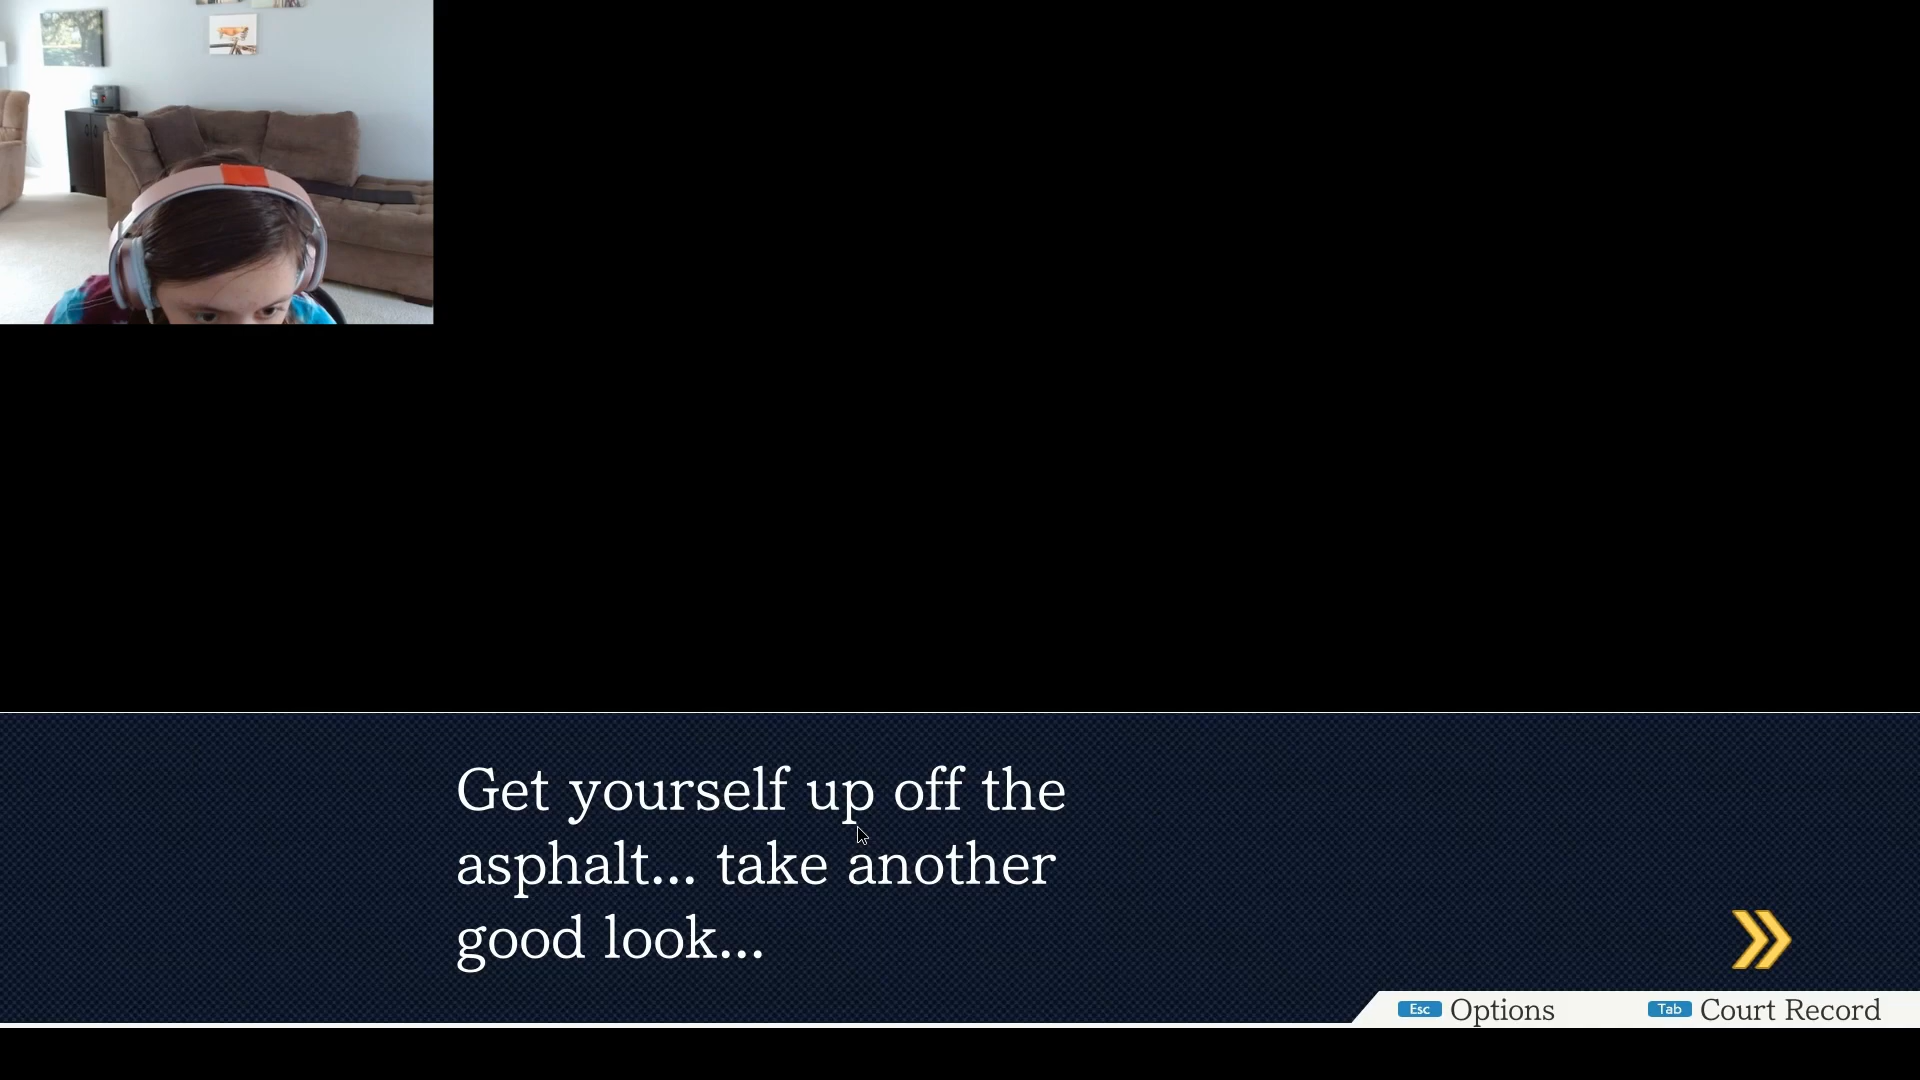 Get yourself up off the
asphalt... take another
good look...
Esc Options
Tab Court Record